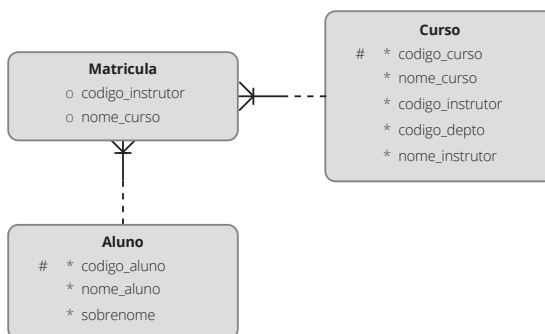 Curso
# * codigo_curso
* nome_curso
* codigo_instrutor
* codigo_depto
* nome_instrutor
Matricula
o codigo_instrutor
o nome_curso
Aluno
# * codigo_aluno
* nome_aluno
* sobrenome